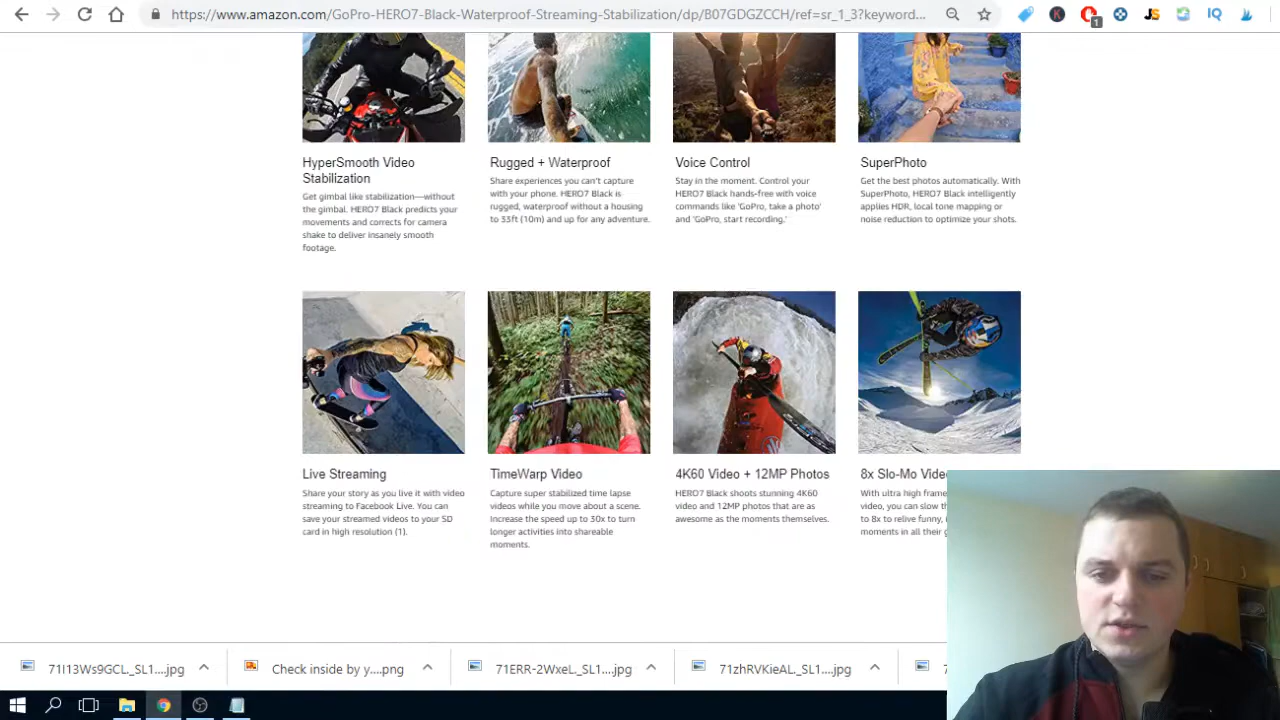 https://www.amazon.com/GoPro-HERO7-Black-Waterproof-Streaming-Stabilization/dp/B07GDGZCCH/ref=sr_1_3?keyword...
1
K
JS
IQ
HyperSmooth Video
Stabilization
Get gimbal like stabilization—without
the gimbal. HERO7 Black predicts your
movements and corrects for camera
shake to deliver insanely smooth
footage.
Rugged + Waterproof
Share experiences you can't capture
with your phone. HERO7 Black is
rugged, waterproof without a housing
to 33ft (10m) and up for any adventure.
Voice Control
Stay in the moment. Control your
HERO7 Black hands-free with voice
commands like 'GoPro, take a photo'
and 'GoPro, start recording.'
SuperPhoto
Get the best photos automatically. With
SuperPhoto, HERO7 Black intelligently
applies HDR, local tone mapping or
noise reduction to optimize your shots.
Live Streaming
Share your story as you live it with video
streaming to Facebook Live. You can
save your streamed videos to your SD
card in high resolution (1).
TimeWarp Video
Capture super stabilized time lapse
videos while you move about a scene.
Increase the speed up to 30x to turn
longer activities into shareable
moments.
4K60 Video + 12MP Photos
HERO7 Black shoots stunning 4K60
video and 12MP photos that are as
awesome as the moments themselves.
8x Slo-Mo Vide
With ultra high frame
video, you can slow th
to 8x to relive funny,
moments in all their g
71I13Ws9GCL._SL1....jpg
Check inside by y....png
71ERR-2WxeL._SL1....jpg
71zhRVKieAL._SL1....jpg